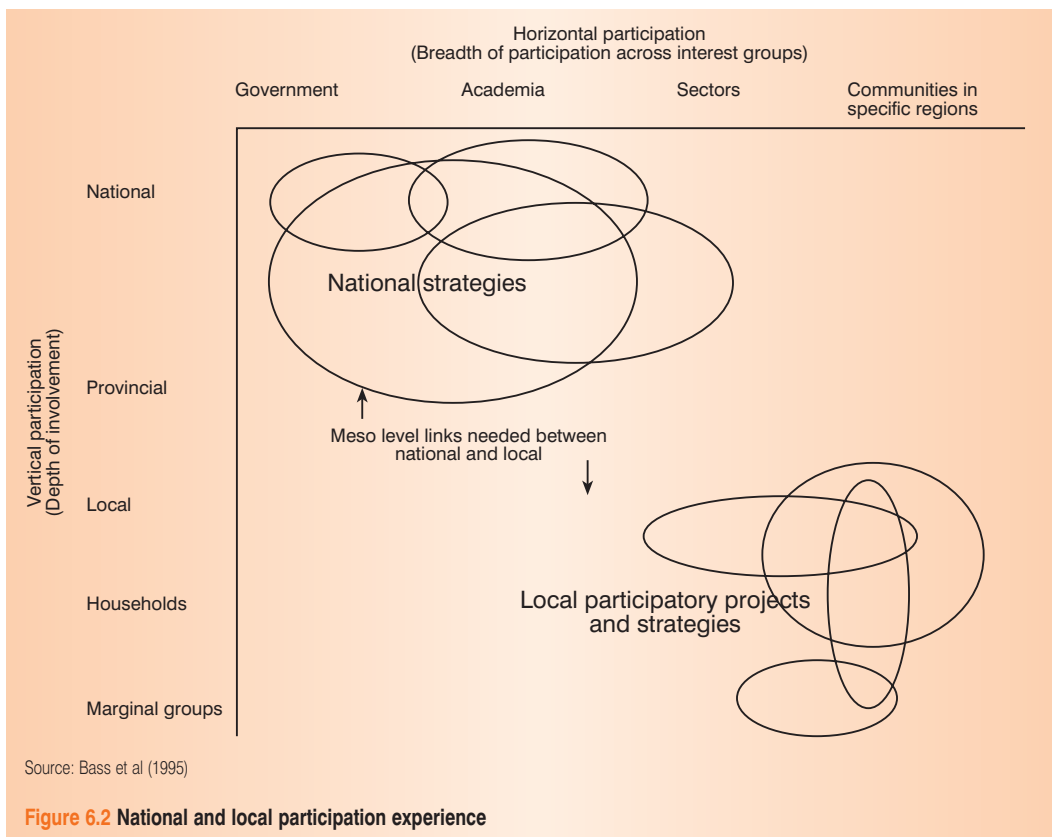 Horizontal participation
(Breadth of participation across interest groups)
Government
Academia
Sectors
Communities in
specific regions
Vertical participation
(Depth of involvement)
National
National strategies
Provincial
Meso level links needed between
national and local
Local
Households
Local participatory projects
and strategies
Marginal groups
Source: Bass et al (1995)
Figure 6.2 National and local participation experience